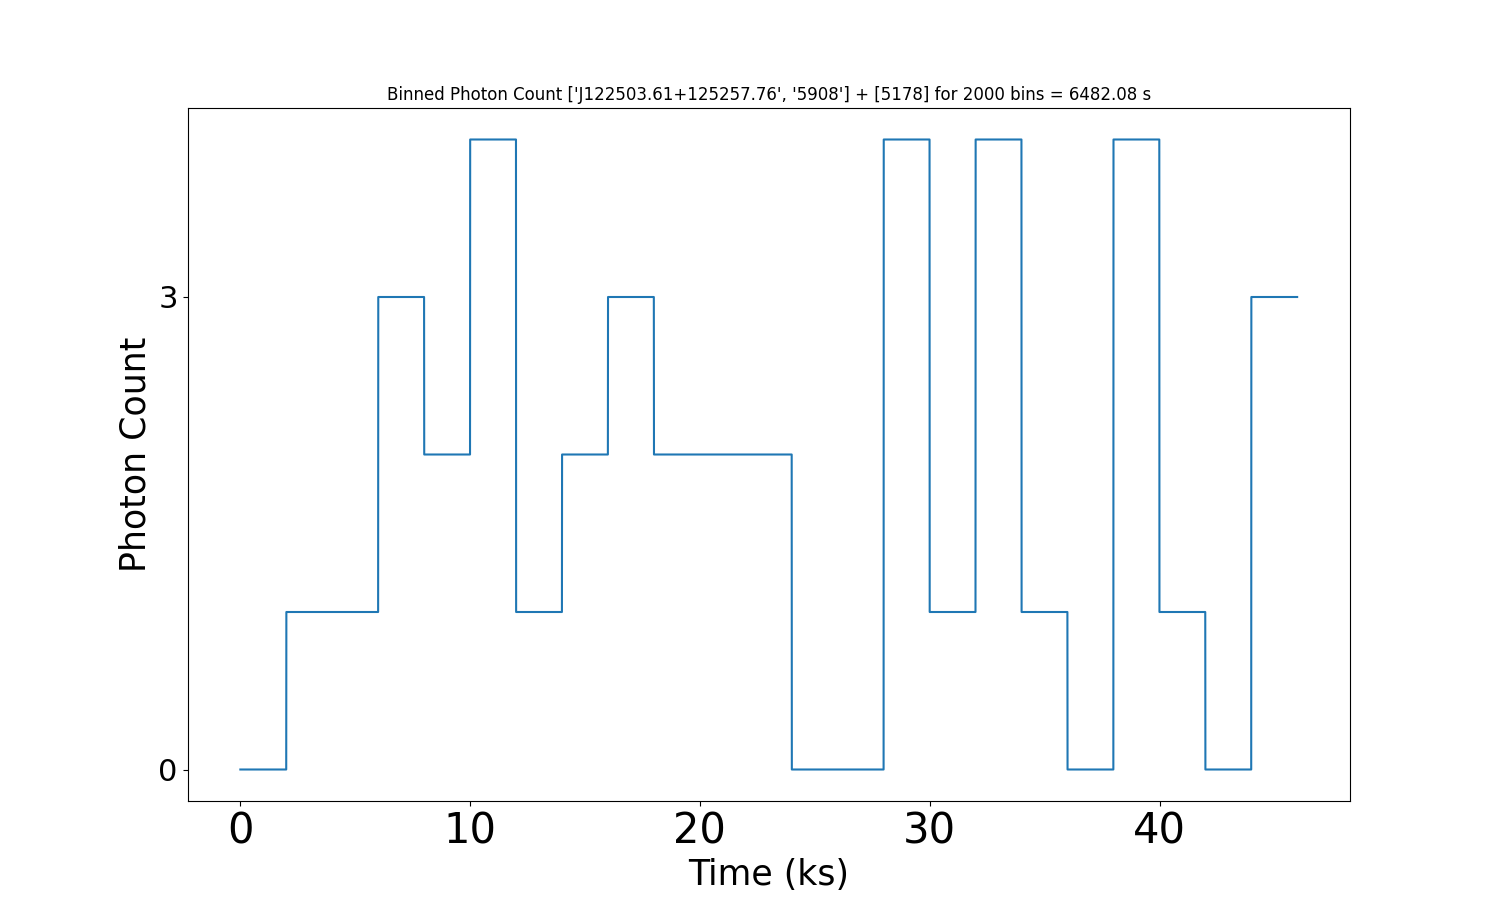 Binned Photon Count ['J122503.61+125257.76', '5908'] + [5178] for 2000 bins = 6482.08 s
3
0
Photon Count
0 10 20 30 40
Time (ks)